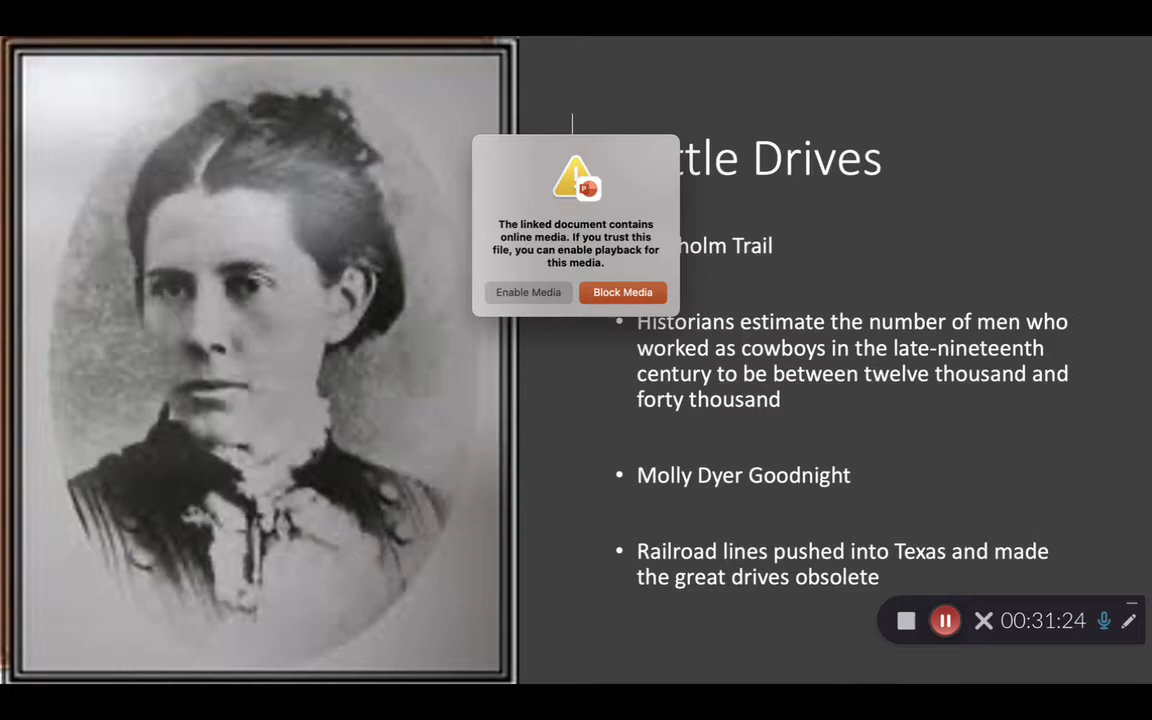 ttle Drives
The linked document contains
online media. If you trust this
file, you can enable playback for
this media.
Enable Media
Block Media
holm Trail
• Historians estimate the number of men who
worked as cowboys in the late-nineteenth
century to be between twelve thousand and
forty thousand
• Molly Dyer Goodnight
• Railroad lines pushed into Texas and made
the great drives obsolete
00:31:24